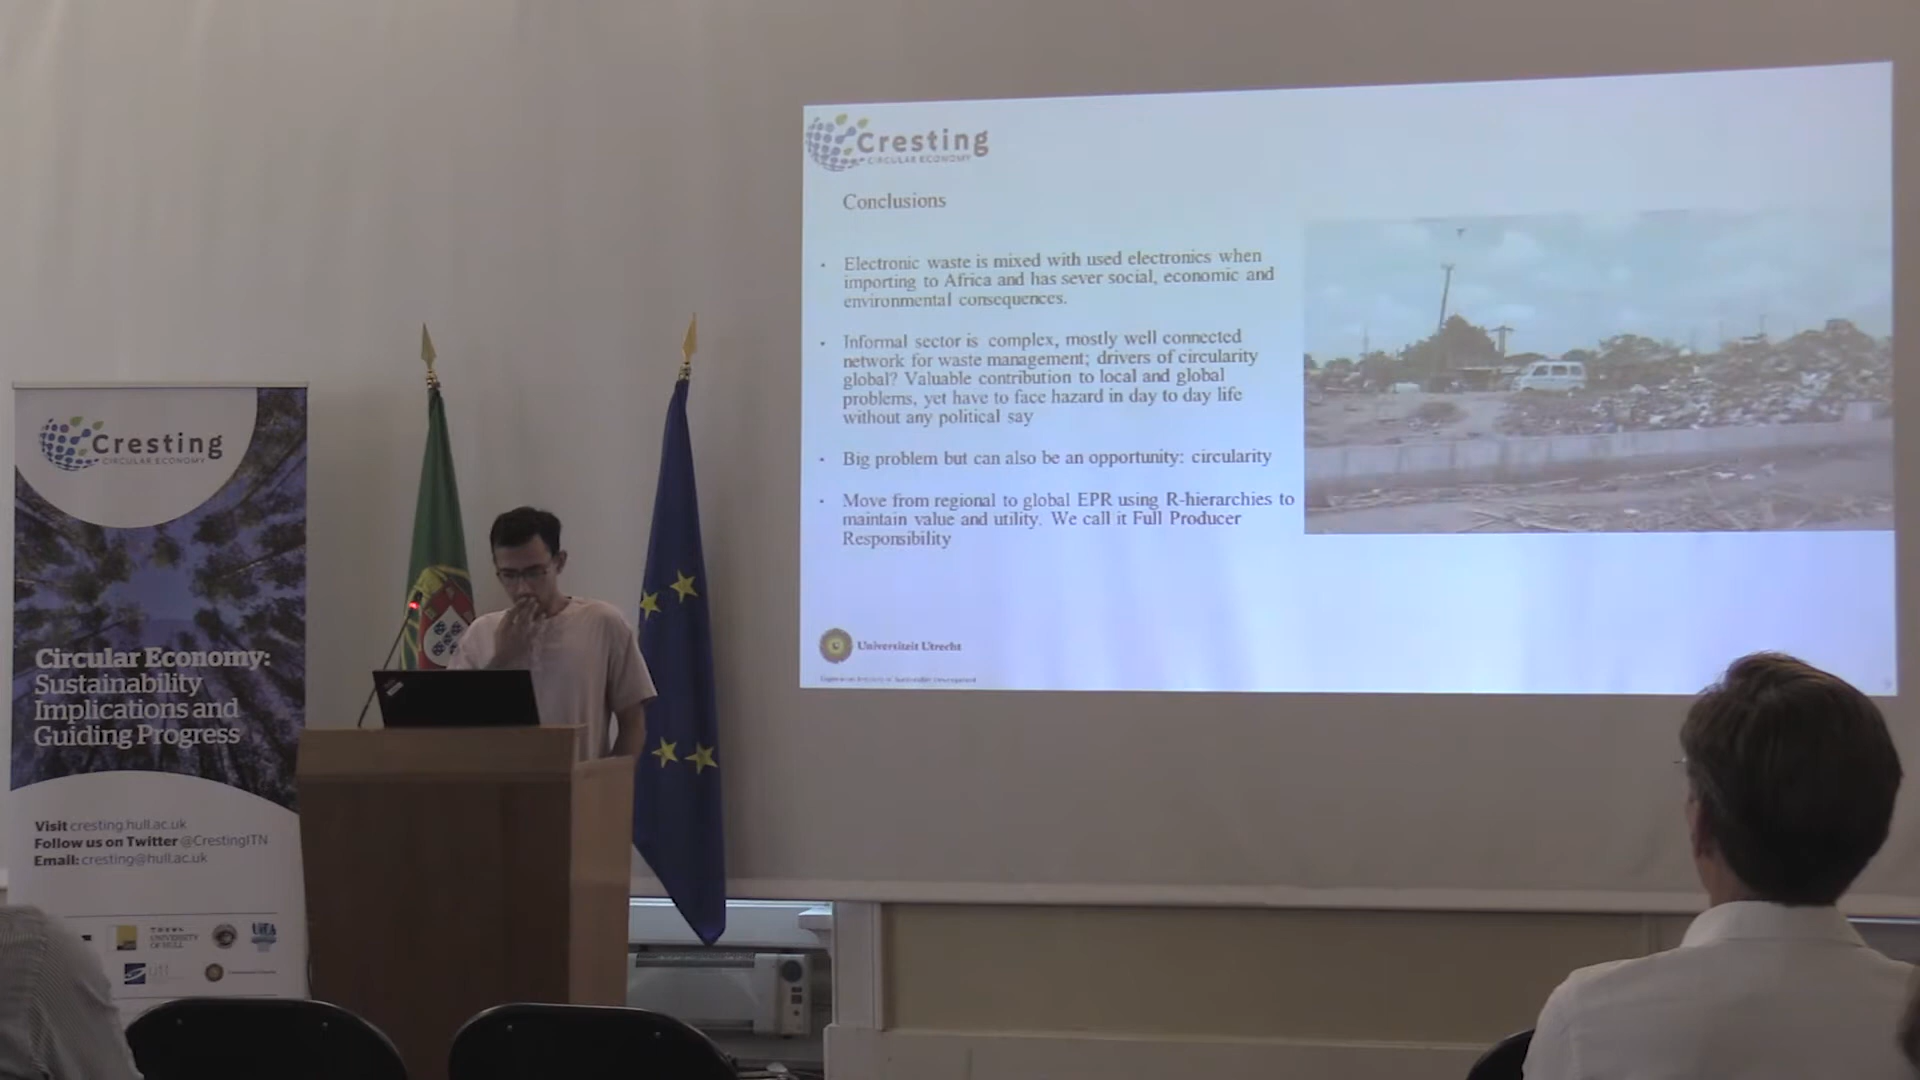 Cresting
CIRCULAR ECONOMY
Conclusions
• Electronic waste is mixed with used electronics when
importing to Africa and has sever social, economic and
environmental consequences.
• Informal sector is complex, mostly well connected
network for waste management; drivers of circularity
global? Valuable contribution to local and global
problems, yet have to face hazard in day to day life
without any political say
• Big problem but can also be an opportunity: circularity
• Move from regional to global EPR using R-hierarchies to
maintain value and utility. We call it Full Producer
Responsibility
Universiteit Utrecht
Cresting
CIRCULAR ECONOMY
Circular Economy:
Sustainability
Implications and
Guiding Progress
Visit cresting.hull.ac.uk
Follow us on Twitter @CrestingITN
Email: cresting@hull.ac.uk
UNIVERSITY
OF HULL